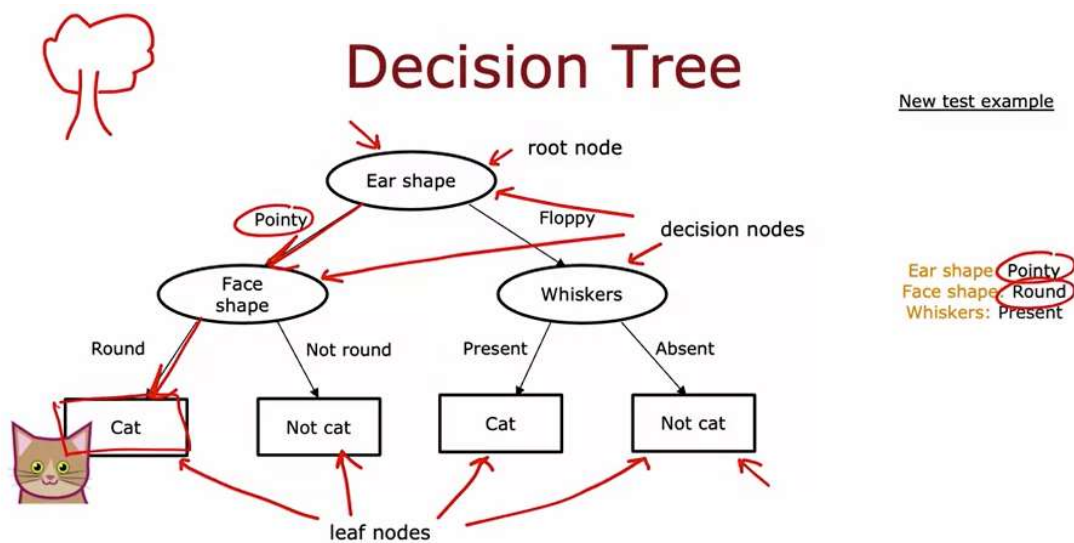 Decision Tree
New test example
root node
Ear shape
Pointy
Floppy
decision nodes
Face
shape
Whiskers
Ear shape: Pointy
Face shape: Round
Whiskers: Present
Round
Not round
Present
Absent
Cat
Not cat
Cat
Not cat
leaf nodes